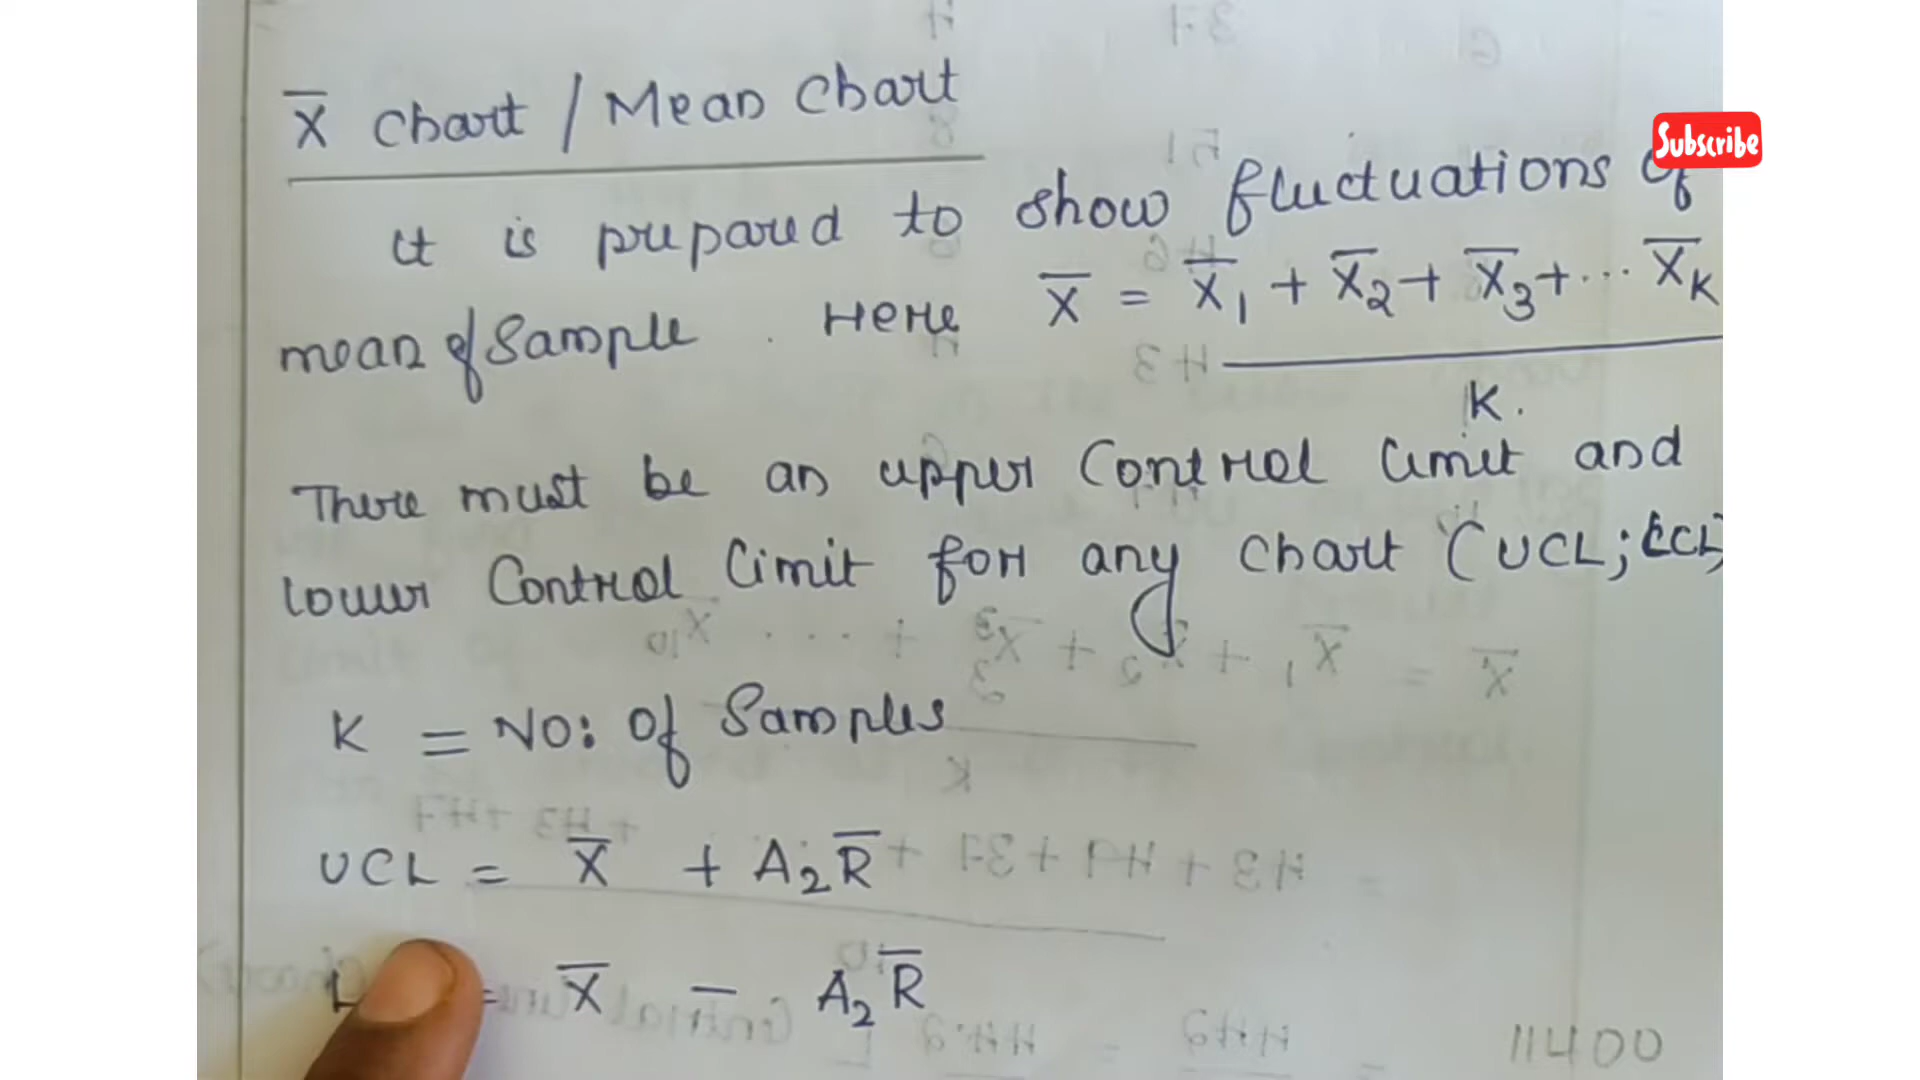 X̄ Chart / Mean Chart
Subscribe
It is prepared to show fluctuations of
mean of Sample. Here X̄ = X̄₁ + X̄₂ + X̄₃ + ... X̄K
K.
There must be an upper Control limit and
lower Control limit for any chart (UCL; LCL)
K = No: of Samples
UCL = X̄ + A₂R̄
L = X̄ - A₂R̄
11400